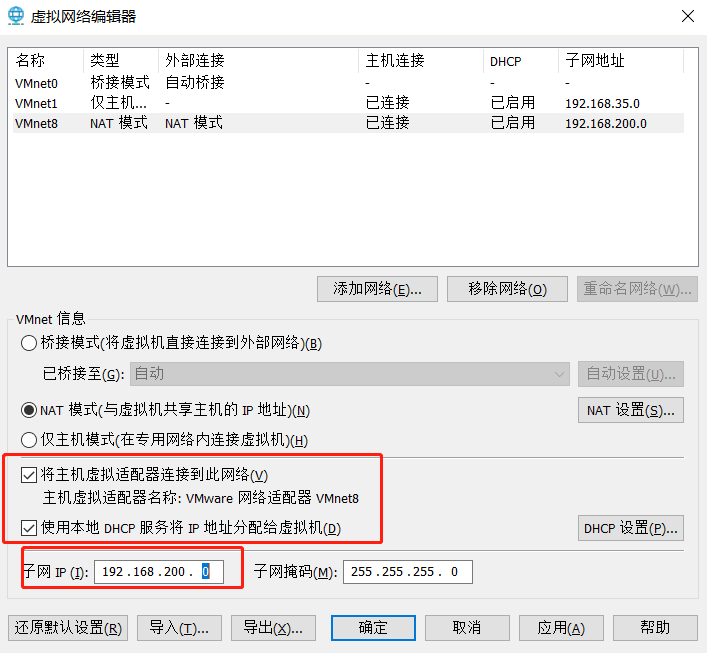 虚拟网络编辑器
名称 类型 外部连接 主机连接 DHCP 子网地址
VMnet0 桥接模式 自动桥接 - - -
VMnet1 仅主机... - 已连接 已启用 192.168.35.0
VMnet8 NAT 模式 NAT 模式 已连接 已启用 192.168.200.0
添加网络(E)... 移除网络(O) 重命名网络(W)...
VMnet 信息
桥接模式(将虚拟机直接连接到外部网络)(B)
已桥接至(G): 自动 自动设置(U)...
NAT 模式(与虚拟机共享主机的 IP 地址)(N) NAT 设置(S)...
仅主机模式(在专用网络内连接虚拟机)(H)
将主机虚拟适配器连接到此网络(V)
主机虚拟适配器名称: VMware 网络适配器 VMnet8
使用本地 DHCP 服务将 IP 地址分配给虚拟机(D) DHCP 设置(P)...
子网 IP (I): 192.168.200.0 子网掩码(M): 255.255.255.0
还原默认设置(R) 导入(T)... 导出(X)... 确定 取消 应用(A) 帮助